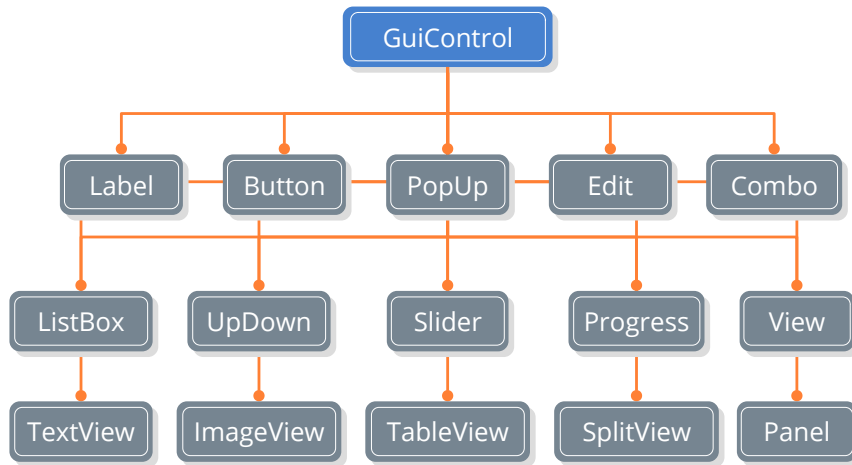 GuiControl
Label Button PopUp Edit Combo
ListBox UpDown Slider Progress View
TextView ImageView TableView SplitView Panel